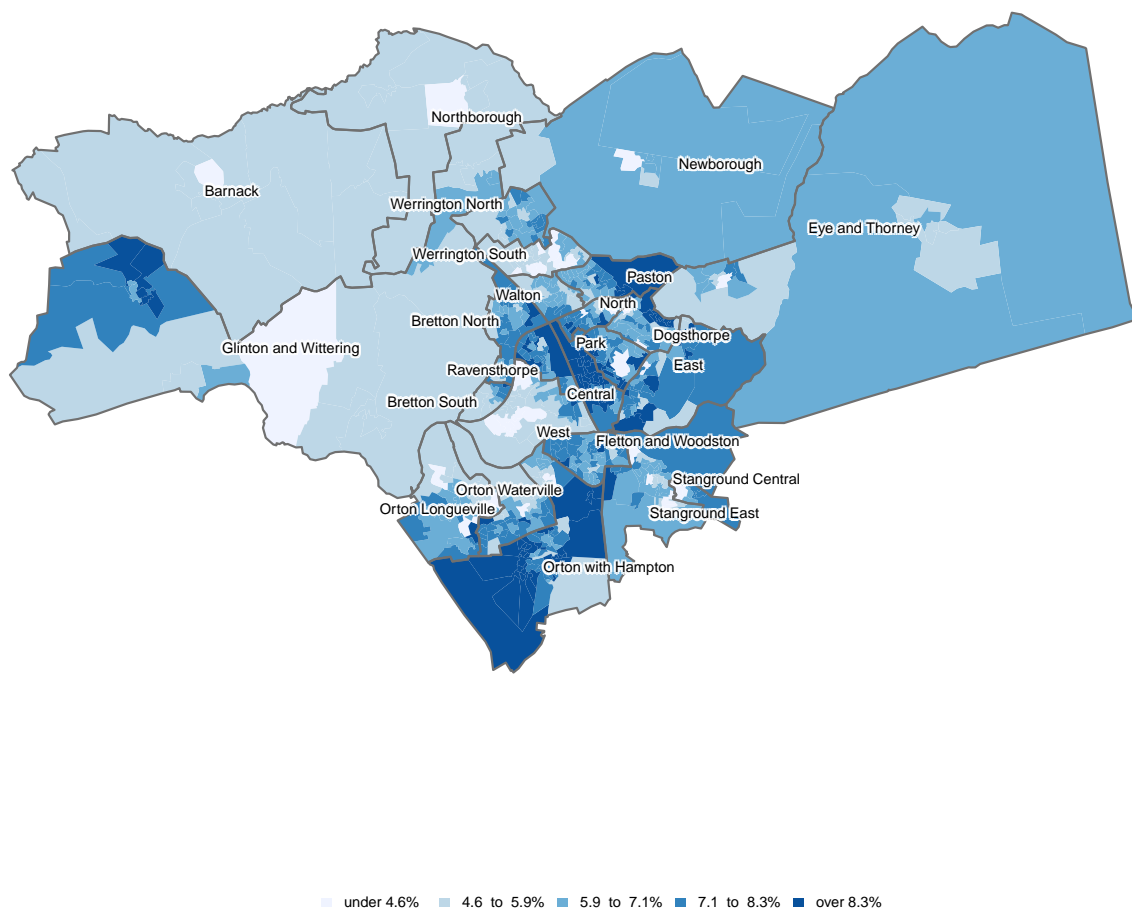 Northborough
Newborough
Barnack
Werrington North
Eye and Thorney
Werrington South
Paston
Walton
North
Bretton North
Dogsthorpe
Park
Glinton and Wittering
East
Ravensthorpe
Central
Bretton South
West
Fletton and Woodston
Stanground Central
Orton Waterville
Orton Longueville
Stanground East
Orton with Hampton
under 4.6% 4.6 to 5.9% 5.9 to 7.1% 7.1 to 8.3% over 8.3%